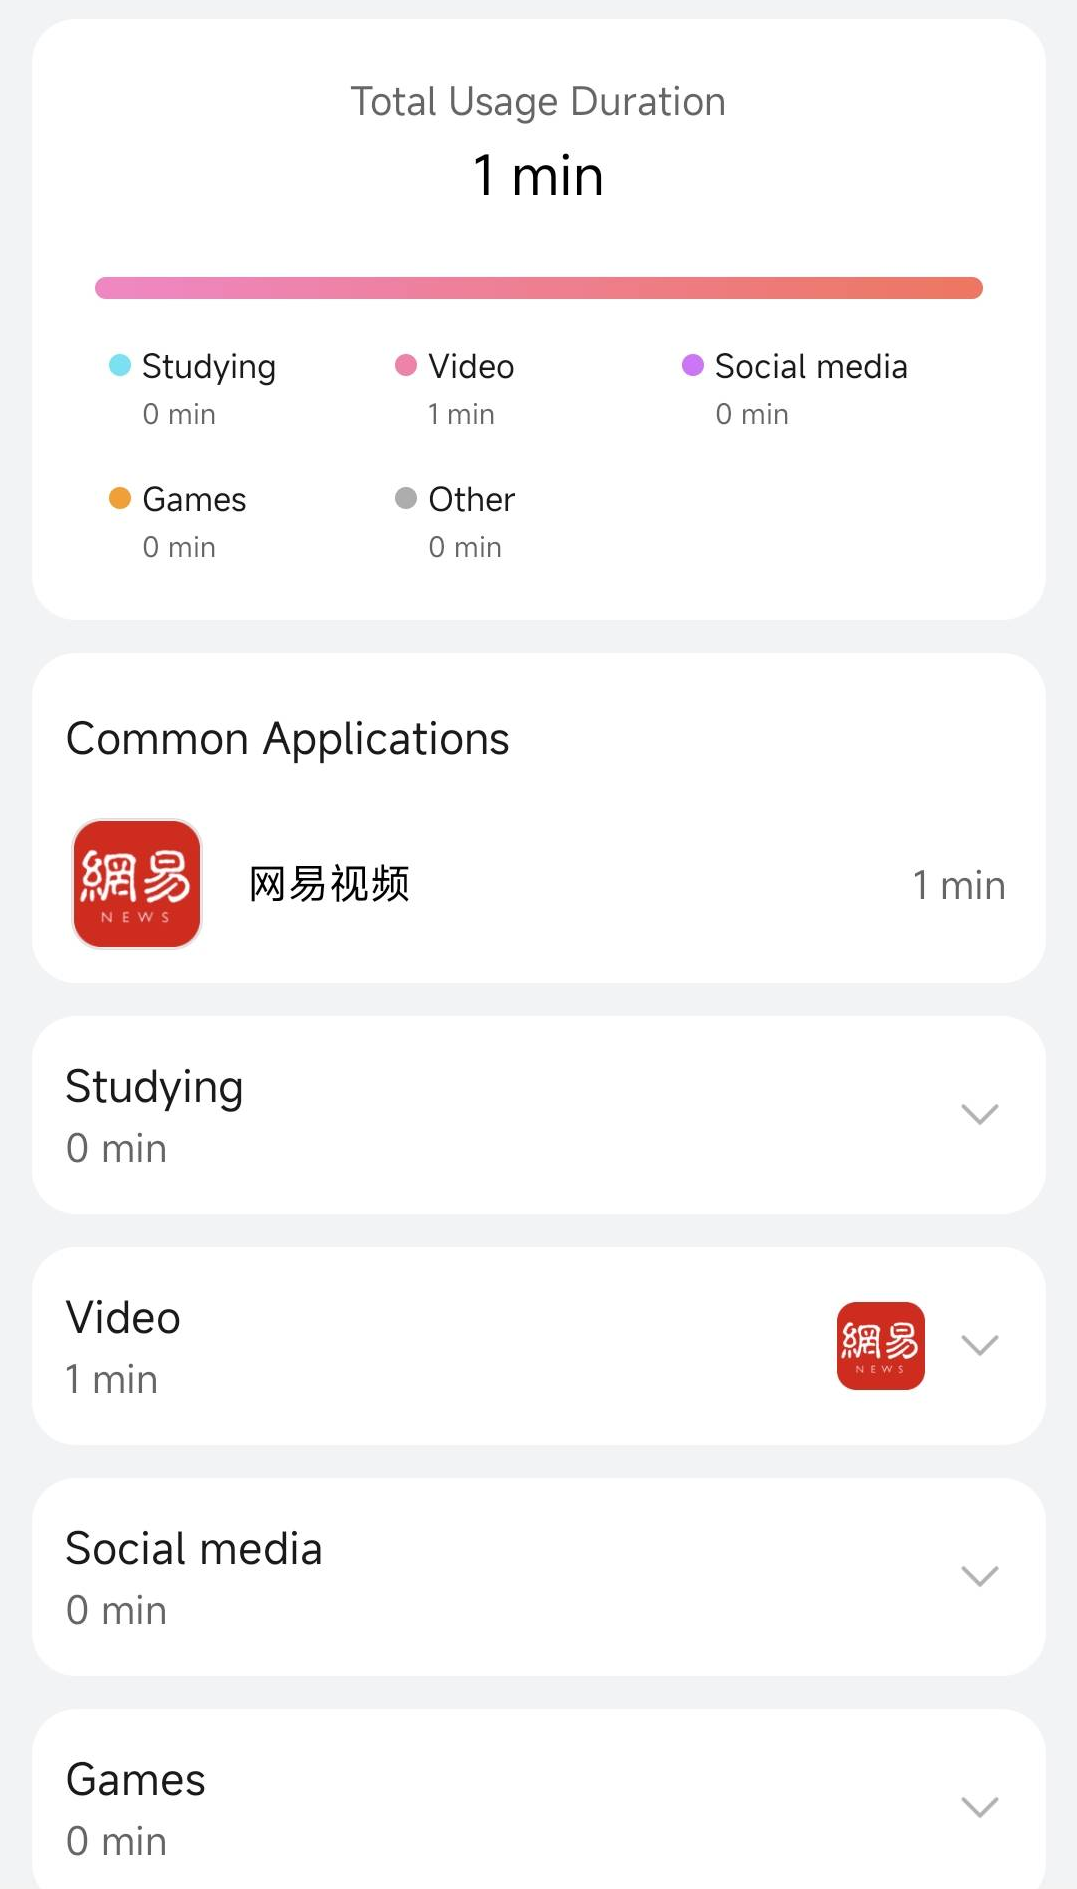 Total Usage Duration
1 min
Studying
Video
Social media
0 min
1 min
0 min
Games
Other
0 min
0 min
Common Applications
網易
NEWS
网易视频
1 min
Studying
0 min
Video
1 min
網易
NEWS
Social media
0 min
Games
0 min